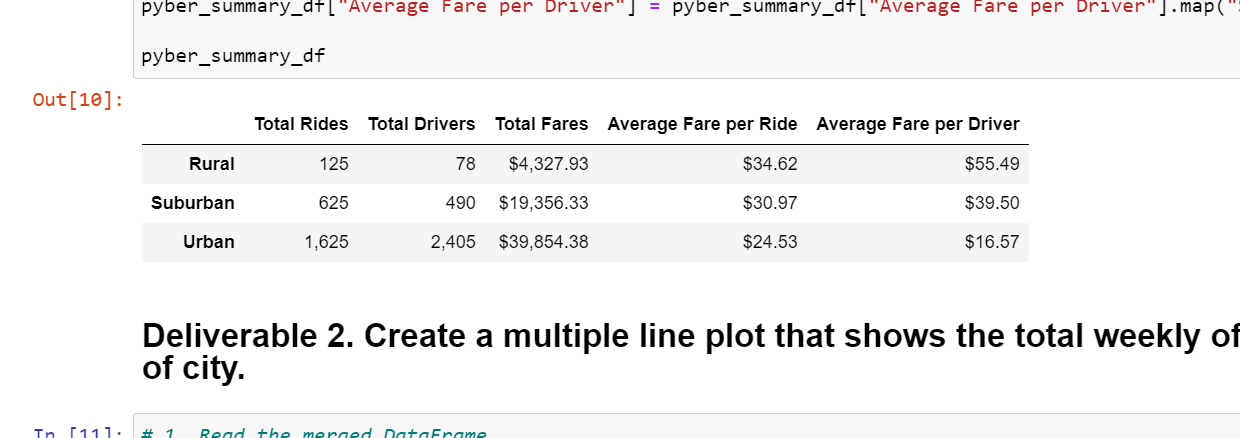 pyber_summary_df["Average Fare per Driver"] = pyber_summary_df["Average Fare per Driver"].map("
pyber_summary_df
Out[10]:
Total Rides Total Drivers Total Fares Average Fare per Ride Average Fare per Driver
Rural 125 78 $4,327.93 $34.62 $55.49
Suburban 625 490 $19,356.33 $30.97 $39.50
Urban 1,625 2,405 $39,854.38 $24.53 $16.57
Deliverable 2. Create a multiple line plot that shows the total weekly of
of city.
In [11]: # 1. Read the merged DataFrame